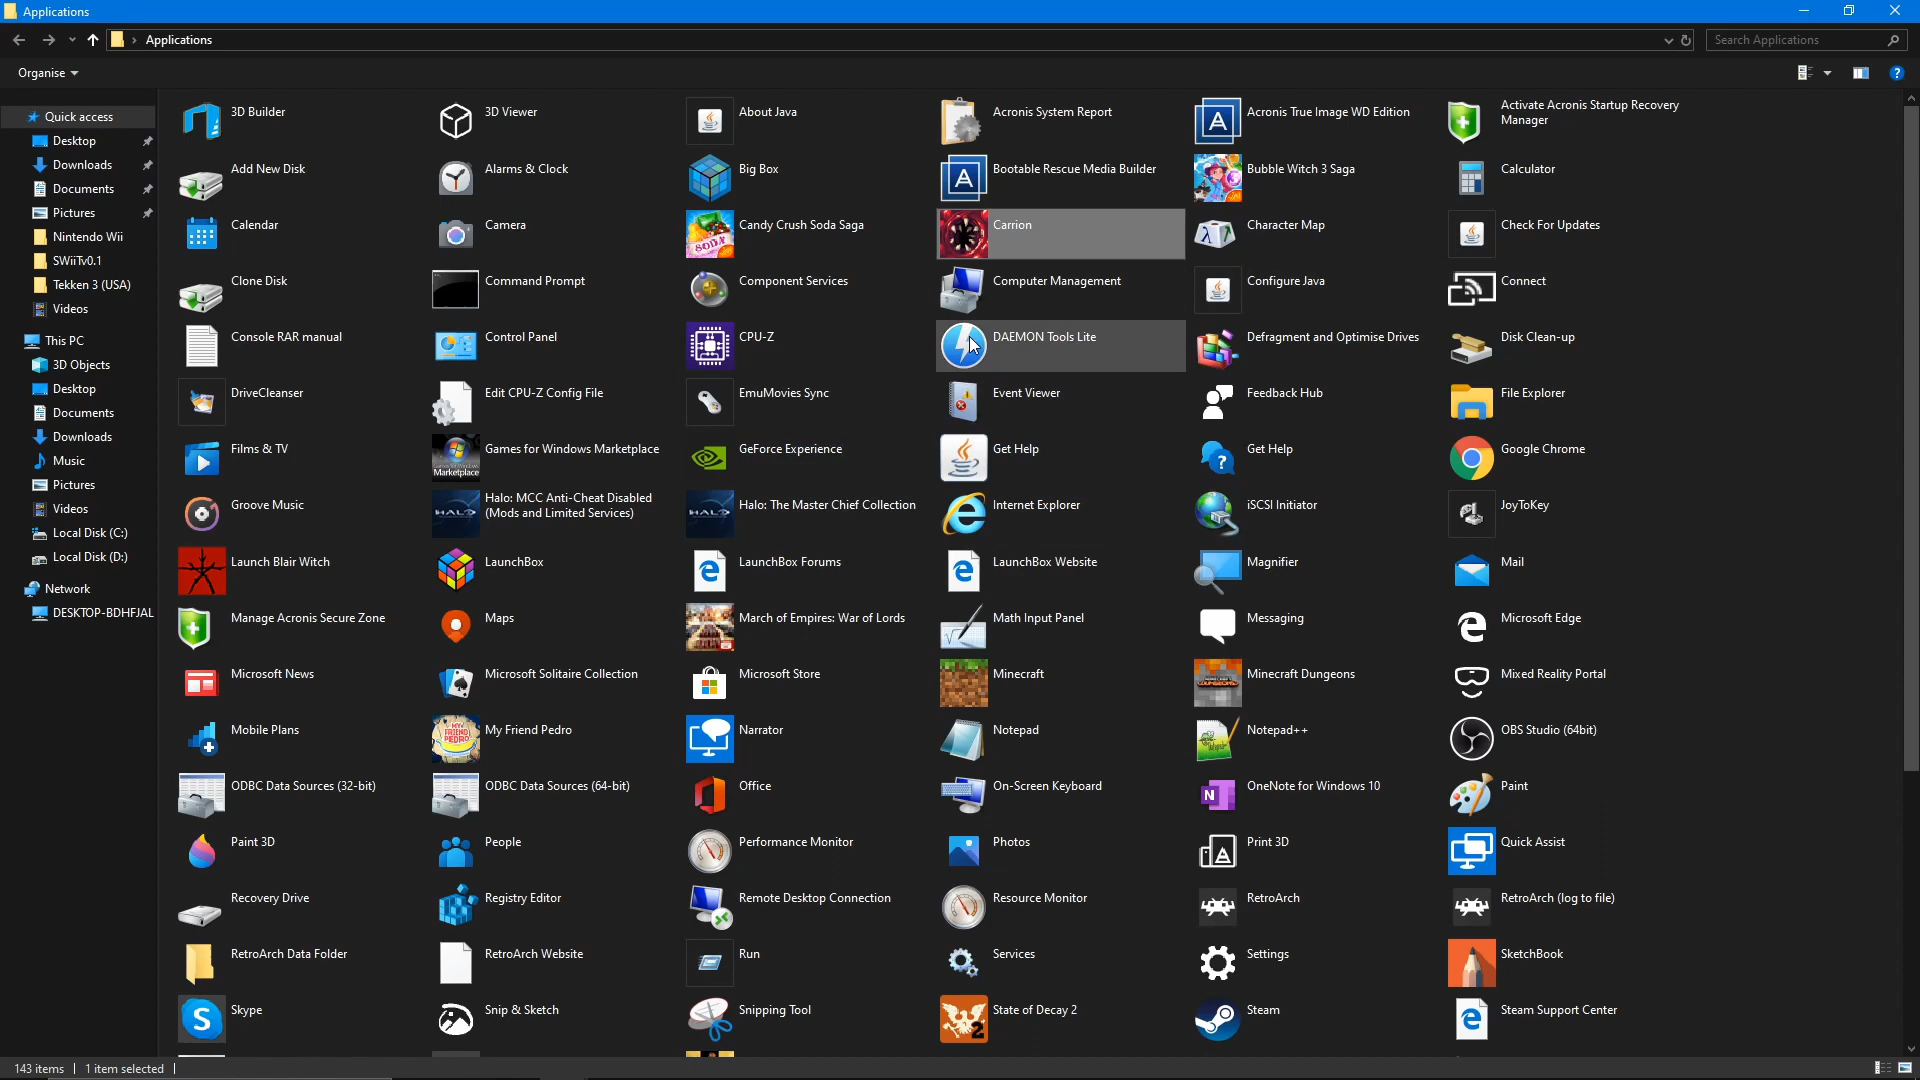 Applications
Applications
Search Applications
Organise
Quick access
Desktop
Downloads
Documents
Pictures
Nintendo Wii
SWiiTv0.1
Tekken 3 (USA)
Videos
This PC
3D Objects
Desktop
Documents
Downloads
Music
Pictures
Videos
Local Disk (C:)
Local Disk (D:)
Network
DESKTOP-BDHFJAL
3D Builder
3D Viewer
About Java
Acronis System Report
Acronis True Image WD Edition
Activate Acronis Startup Recovery
Manager
Add New Disk
Alarms & Clock
Big Box
Bootable Rescue Media Builder
Bubble Witch 3 Saga
Calculator
Calendar
Camera
Candy Crush Soda Saga
Carrion
Character Map
Check For Updates
Clone Disk
Command Prompt
Component Services
Computer Management
Configure Java
Connect
Console RAR manual
Control Panel
CPU-Z
DAEMON Tools Lite
Defragment and Optimise Drives
Disk Clean-up
DriveCleanser
Edit CPU-Z Config File
EmuMovies Sync
Event Viewer
Feedback Hub
File Explorer
Films & TV
Games for Windows Marketplace
GeForce Experience
Get Help
Get Help
Google Chrome
Groove Music
Halo: MCC Anti-Cheat Disabled
(Mods and Limited Services)
Halo: The Master Chief Collection
Internet Explorer
iSCSI Initiator
JoyToKey
Launch Blair Witch
LaunchBox
LaunchBox Forums
LaunchBox Website
Magnifier
Mail
Manage Acronis Secure Zone
Maps
March of Empires: War of Lords
Math Input Panel
Messaging
Microsoft Edge
Microsoft News
Microsoft Solitaire Collection
Microsoft Store
Minecraft
Minecraft Dungeons
Mixed Reality Portal
Mobile Plans
My Friend Pedro
Narrator
Notepad
Notepad++
OBS Studio (64bit)
ODBC Data Sources (32-bit)
ODBC Data Sources (64-bit)
Office
On-Screen Keyboard
OneNote for Windows 10
Paint
Paint 3D
People
Performance Monitor
Photos
Print 3D
Quick Assist
Recovery Drive
Registry Editor
Remote Desktop Connection
Resource Monitor
RetroArch
RetroArch (log to file)
RetroArch Data Folder
RetroArch Website
Run
Services
Settings
SketchBook
Skype
Snip & Sketch
Snipping Tool
State of Decay 2
Steam
Steam Support Center
143 items
1 item selected